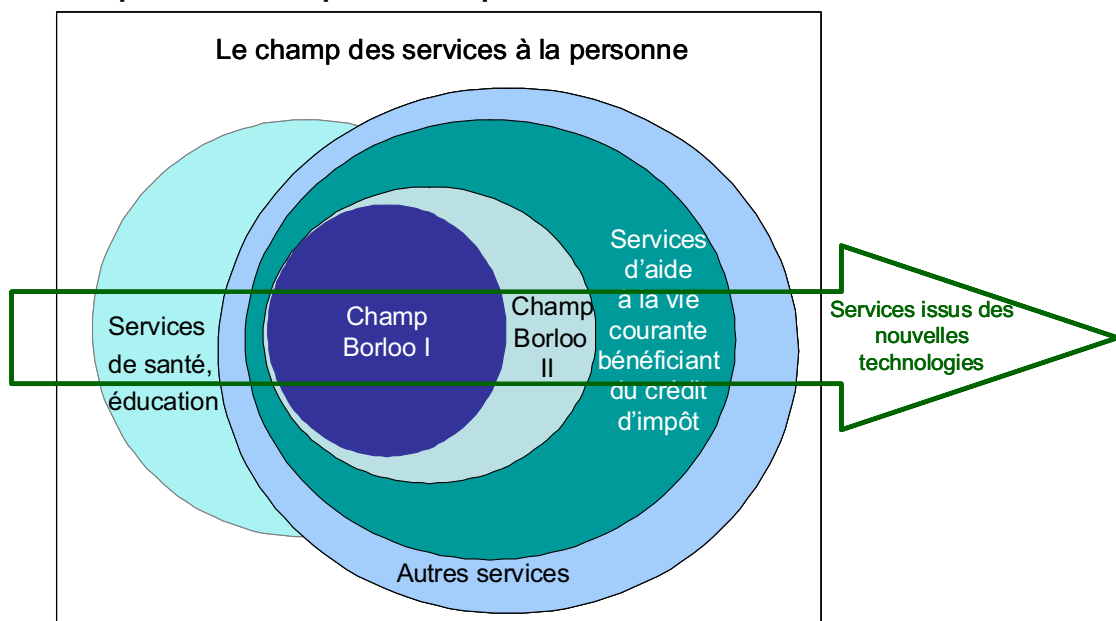 Le champ des services à la personne
Services
de santé,
éducation
Champ
Borloo I
Champ
Borloo
II
Services
d'aide
à la vie
courante
bénéficiant
du crédit
d'impôt
Autres services
Services issus des
nouvelles
technologies